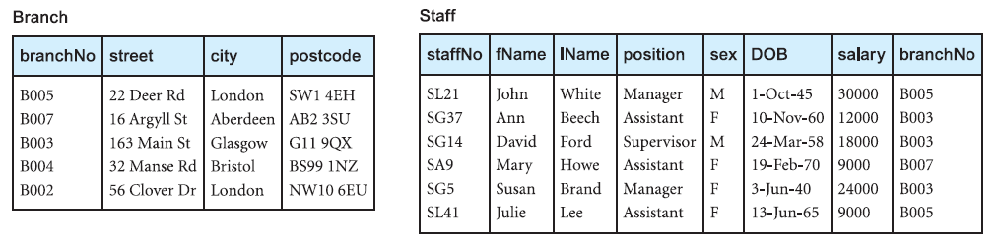 Branch
branchNo street city postcode
B005 22 Deer Rd London SW1 4EH
B007 16 Argyll St Aberdeen AB2 3SU
B003 163 Main St Glasgow G11 9QX
B004 32 Manse Rd Bristol BS99 1NZ
B002 56 Clover Dr London NW10 6EU
Staff
staffNo fName lName position sex DOB salary branchNo
SL21 John White Manager M 1-Oct-45 30000 B005
SG37 Ann Beech Assistant F 10-Nov-60 12000 B003
SG14 David Ford Supervisor M 24-Mar-58 18000 B003
SA9 Mary Howe Assistant F 19-Feb-70 9000 B007
SG5 Susan Brand Manager F 3-Jun-40 24000 B003
SL41 Julie Lee Assistant F 13-Jun-65 9000 B005